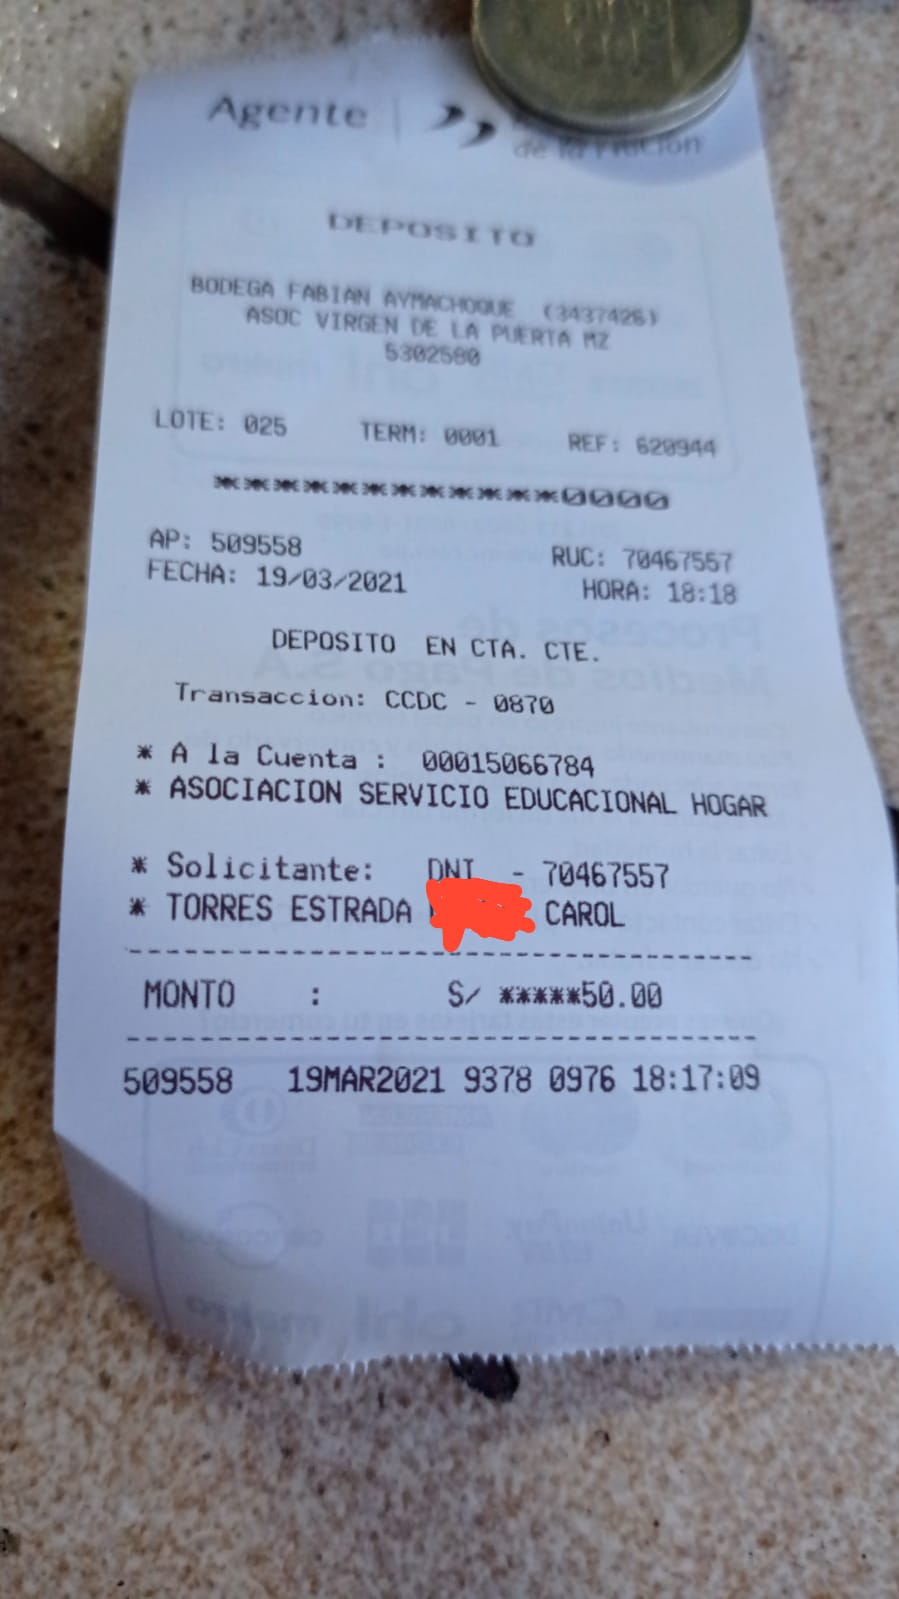 Agente
de la Nación
DEPOSITO
BODEGA FABIAN AYMACHOQUE (3437426)
ASOC VIRGEN DE LA PUERTA MZ
5302580
LOTE: 025 TERM: 0001 REF: 620944
************0000
AP: 509558 RUC: 70467557
FECHA: 19/03/2021 HORA: 18:18
DEPOSITO EN CTA. CTE.
Transaccion: CCDC - 0870
* A la Cuenta : 00015066784
* ASOCIACION SERVICIO EDUCACIONAL HOGAR
* Solicitante: DNI - 70467557
* TORRES ESTRADA CAROL
MONTO : S/ *****50.00
509558 19MAR2021 9378 0976 18:17:09